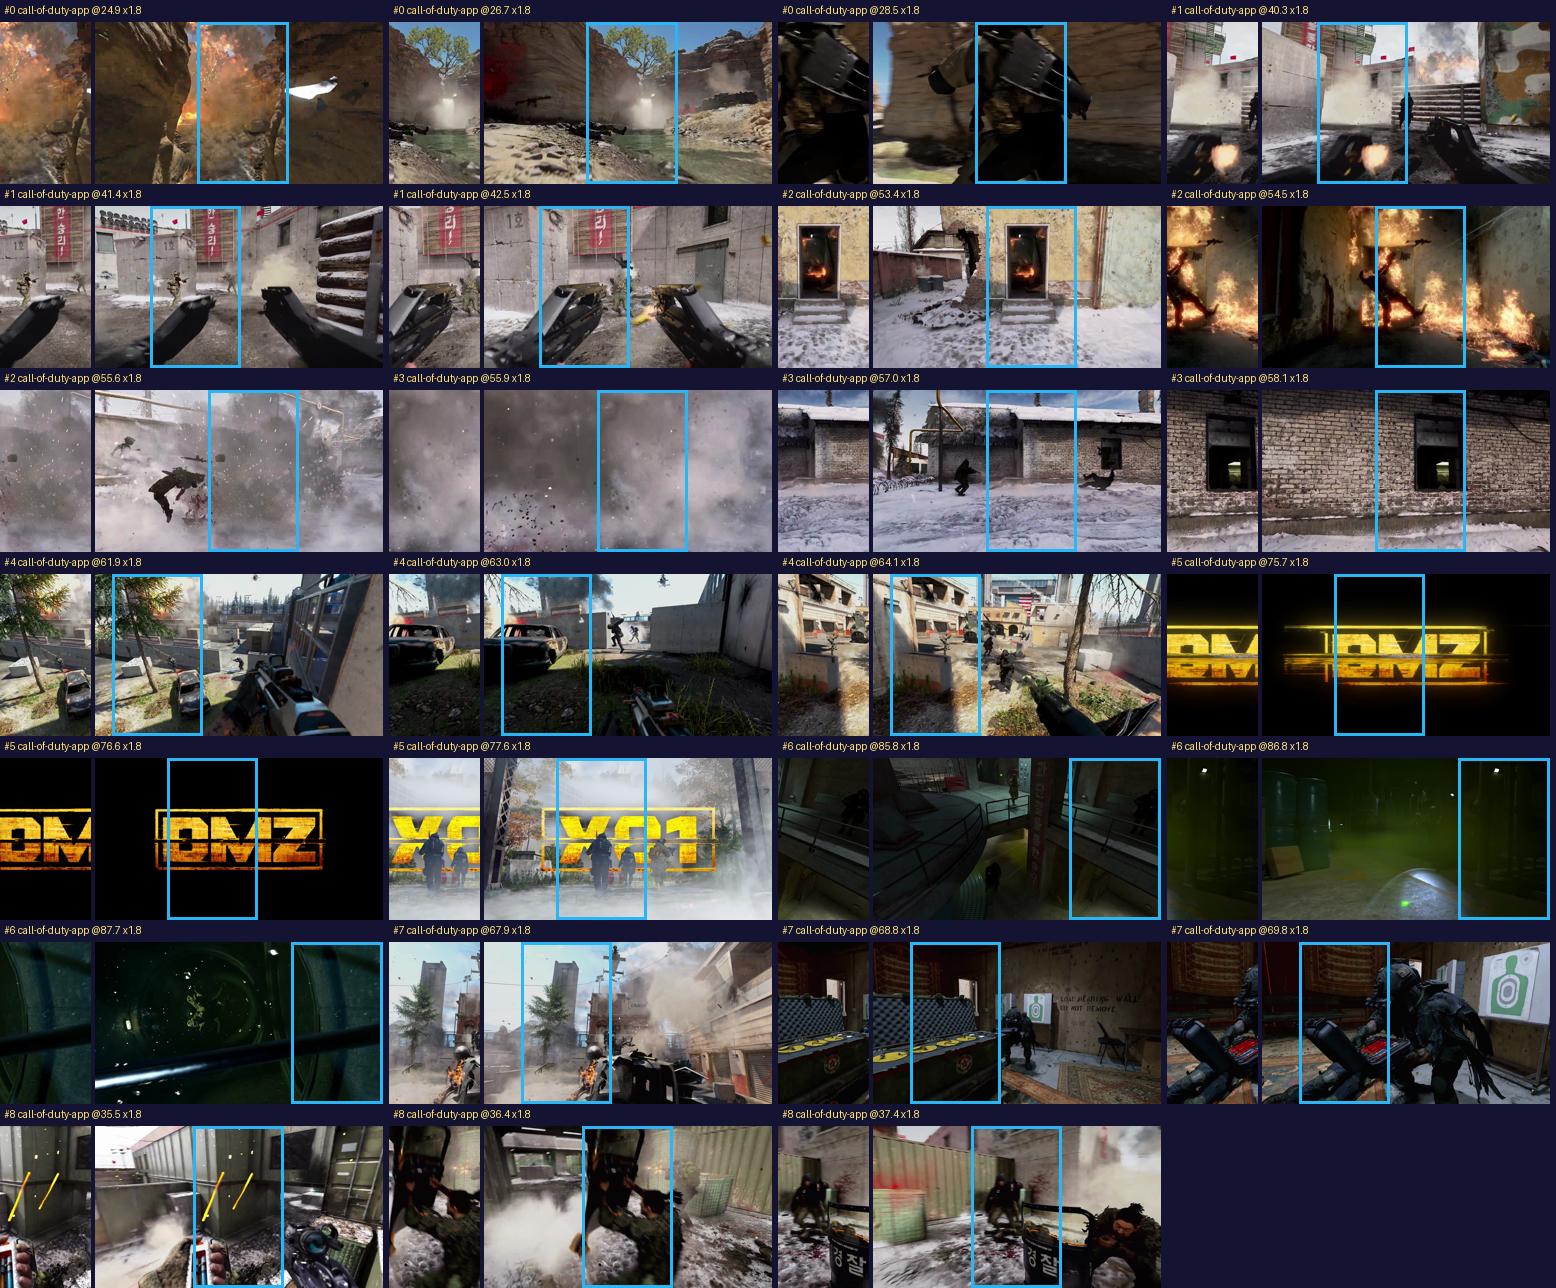 #0 call-of-duty-app @24.9 x1.8
#0 call-of-duty-app @26.7 x1.8
#0 call-of-duty-app @28.5 x1.8
#1 call-of-duty-app @40.3 x1.8
#1 call-of-duty-app @41.4 x1.8
#1 call-of-duty-app @42.5 x1.8
#2 call-of-duty-app @53.4 x1.8
#2 call-of-duty-app @54.5 x1.8
#2 call-of-duty-app @55.6 x1.8
#3 call-of-duty-app @55.9 x1.8
#3 call-of-duty-app @57.0 x1.8
#3 call-of-duty-app @58.1 x1.8
#4 call-of-duty-app @61.9 x1.8
#4 call-of-duty-app @63.0 x1.8
#4 call-of-duty-app @64.1 x1.8
#5 call-of-duty-app @75.7 x1.8
DMZ
#5 call-of-duty-app @76.6 x1.8
#5 call-of-duty-app @77.6 x1.8
#6 call-of-duty-app @85.8 x1.8
#6 call-of-duty-app @86.8 x1.8
DMZ
#6 call-of-duty-app @87.7 x1.8
#7 call-of-duty-app @67.9 x1.8
#7 call-of-duty-app @68.8 x1.8
#7 call-of-duty-app @69.8 x1.8
#8 call-of-duty-app @35.5 x1.8
#8 call-of-duty-app @36.4 x1.8
#8 call-of-duty-app @37.4 x1.8